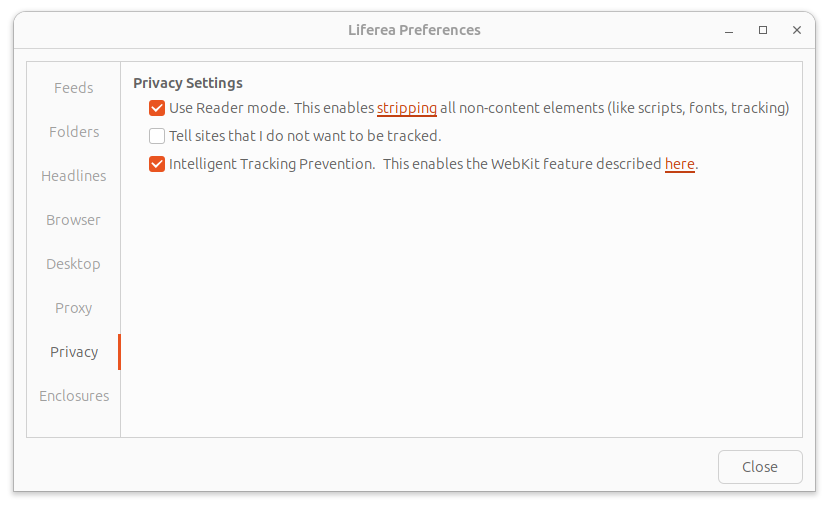 Liferea Preferences
Feeds
Folders
Headlines
Browser
Desktop
Proxy
Privacy
Enclosures
Privacy Settings
Use Reader mode. This enables stripping all non-content elements (like scripts, fonts, tracking)
Tell sites that I do not want to be tracked.
Intelligent Tracking Prevention. This enables the WebKit feature described here.
Close